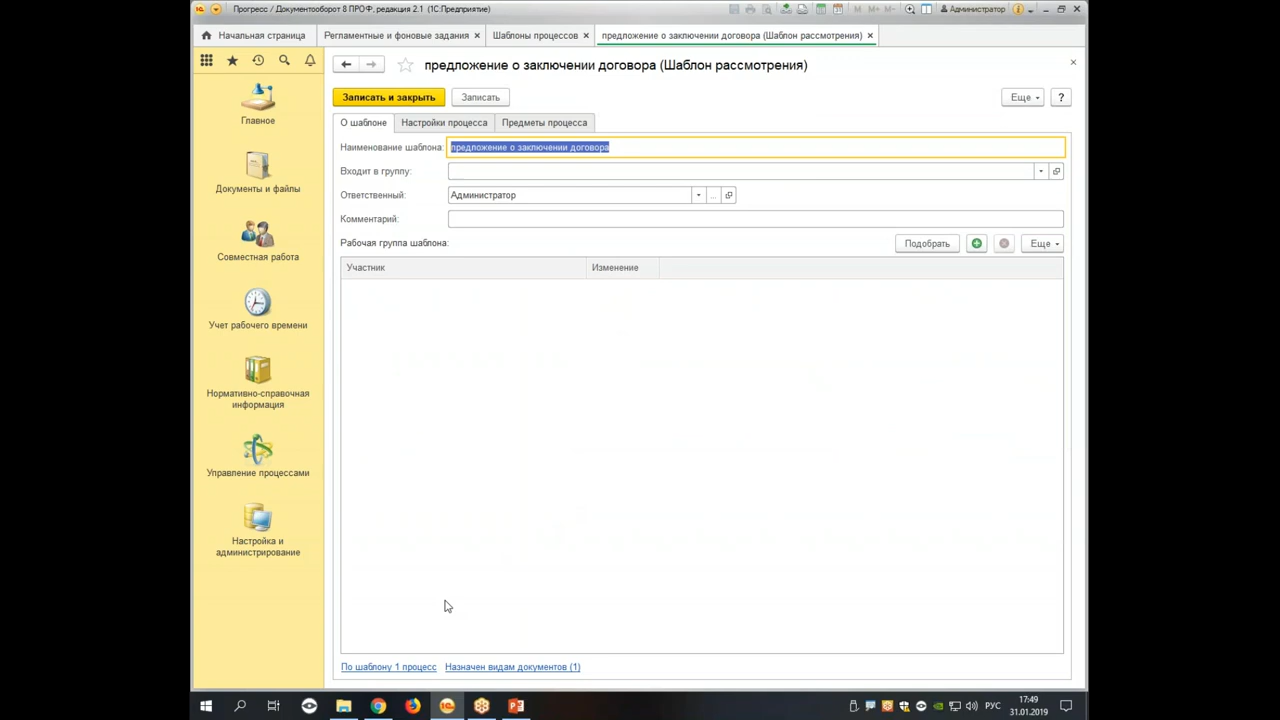 Прогресс / Документооборот 8 ПРОФ, редакция 2.1 (1С:Предприятие)
M M+ M-
Администратор
Начальная страница
Регламентные и фоновые задания ×
Шаблоны процессов ×
предложение о заключении договора (Шаблон рассмотрения) ×
предложение о заключении договора (Шаблон рассмотрения)
Записать и закрыть
Записать
Еще
?
О шаблоне
Настройки процесса
Предметы процесса
Наименование шаблона: предложение о заключении договора
Входит в группу:
Ответственный: Администратор
...
Комментарий:
Рабочая группа шаблона:
Подобрать
Еще
Участник
Изменение
Главное
Документы и файлы
Совместная работа
Учет рабочего времени
Нормативно-справочная
информация
Управление процессами
Настройка и
администрирование
По шаблону 1 процесс
Назначен видам документов (1)
РУС
17:49
31.01.2019